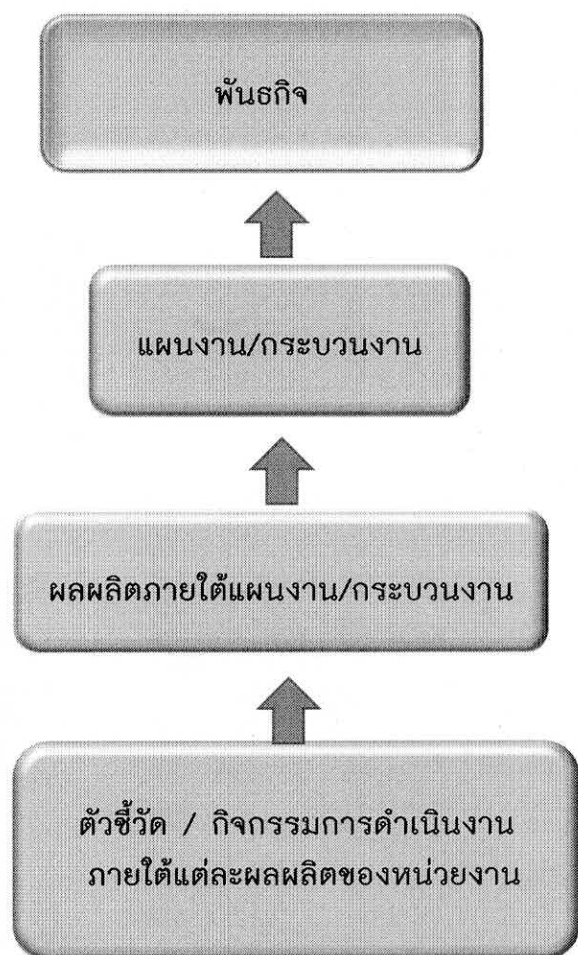 พันธกิจ
แผนงาน/กระบวนงาน
ผลผลิตภายใต้แผนงาน/กระบวนงาน
ตัวชี้วัด / กิจกรรมการดำเนินงาน
ภายใต้แต่ละผลผลิตของหน่วยงาน